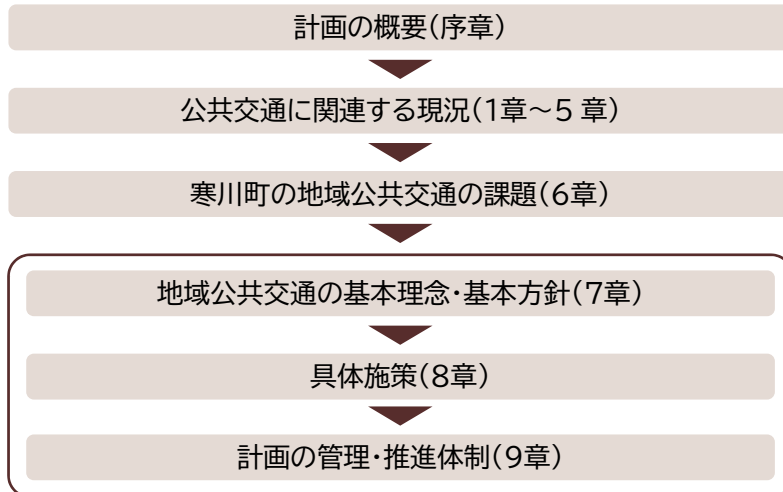 計画の概要(序章)
公共交通に関連する現況(1章～5 章)
寒川町の地域公共交通の課題(6章)
地域公共交通の基本理念・基本方針(7章)
具体施策(8章)
計画の管理・推進体制(9章)